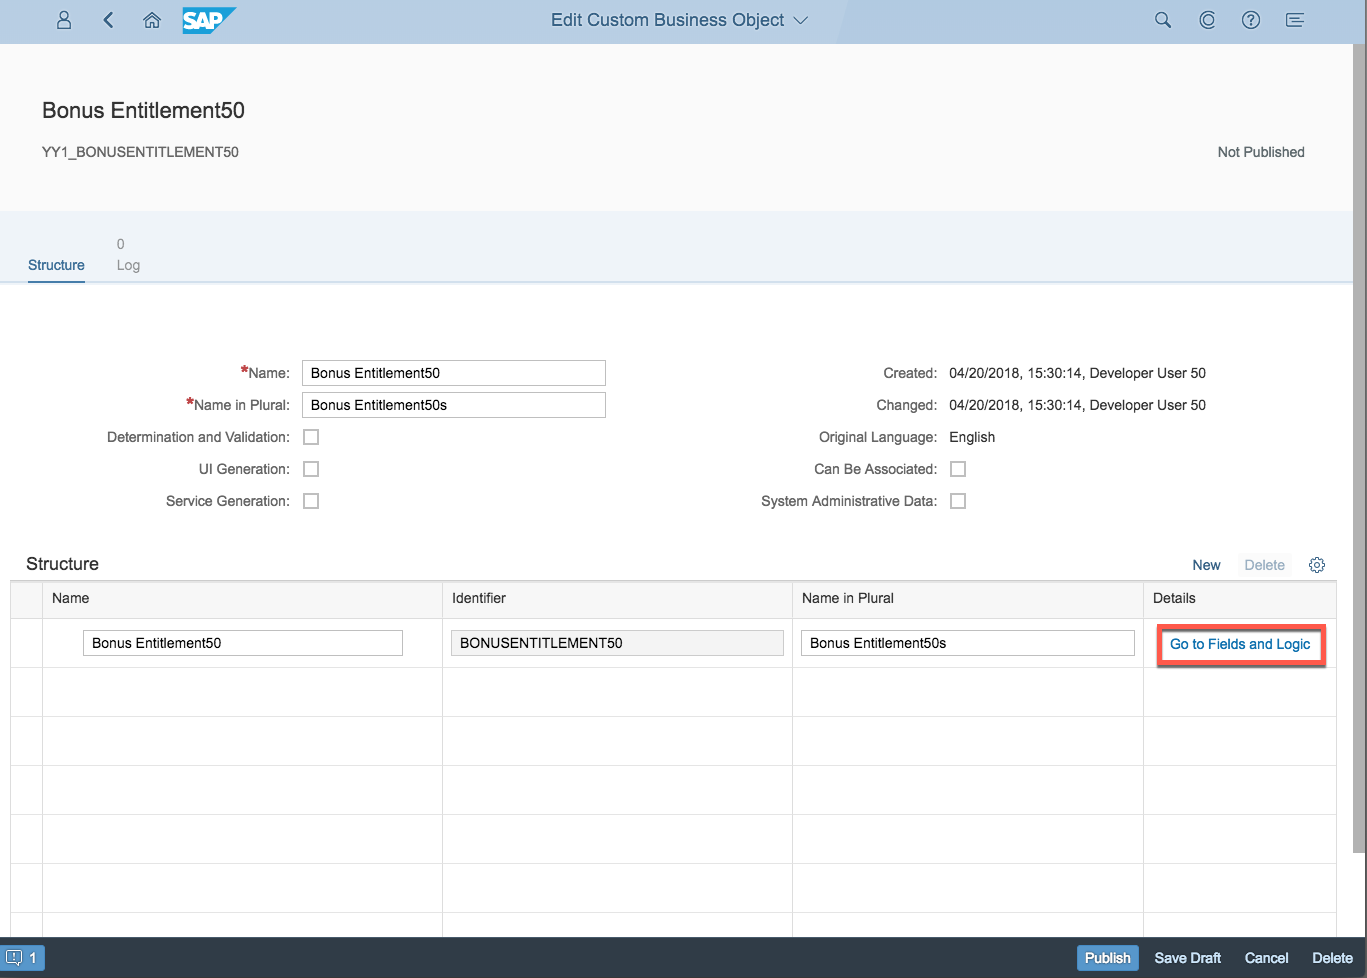 SAP
Edit Custom Business Object
Bonus Entitlement50
YY1_BONUSENTITLEMENT50
Not Published
0
Structure
Log
*Name: Bonus Entitlement50
Created: 04/20/2018, 15:30:14, Developer User 50
*Name in Plural: Bonus Entitlement50s
Changed: 04/20/2018, 15:30:14, Developer User 50
Determination and Validation:
Original Language: English
UI Generation:
Can Be Associated:
Service Generation:
System Administrative Data:
Structure
New Delete
Name Identifier Name in Plural Details
Bonus Entitlement50 BONUSENTITLEMENT50 Bonus Entitlement50s Go to Fields and Logic
1 Publish Save Draft Cancel Delete